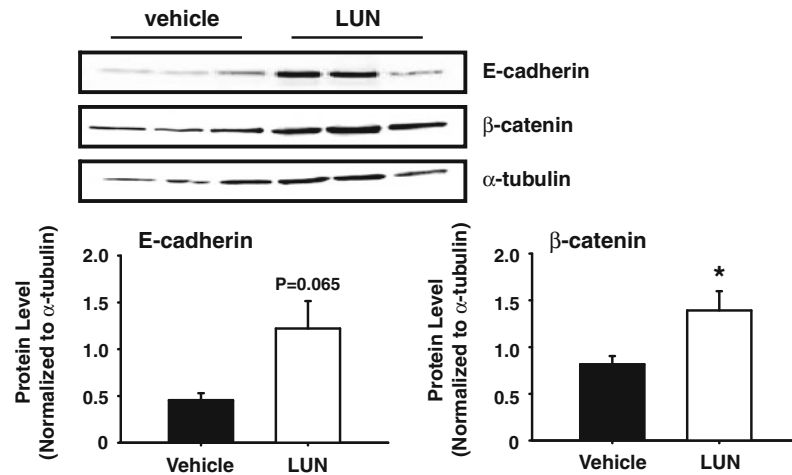 vehicle LUN
E-cadherin
β-catenin
α-tubulin
E-cadherin
Protein Level
(Normalized to α-tubulin)
2.0
1.5
1.0
0.5
0
P=0.065
Vehicle LUN
β-catenin
Protein Level
(Normalized to α-tubulin)
2.0
1.5
1.0
0.5
0
*
Vehicle LUN